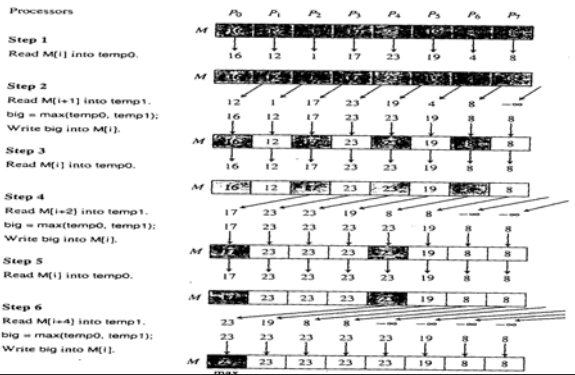 Processors P₀ P₁ P₂ P₃ P₄ P₅ P₆ P₇
M
Step 1
Read M[i] into temp0. 16 12 1 17 23 19 4 8
M
Step 2
Read M[i+1] into temp1. 12 1 17 23 19 4 8 −∞
big = max(temp0, temp1); 16 12 17 23 23 19 8 8
Write big into M[i].
M 16 12 23 19 8
Step 3
Read M[i] into temp0. 16 12 17 23 23 19 8 8
M 16 12 23 23 19 8
Step 4
Read M[i+2] into temp1. 17 23 23 19 8 8 −∞ −∞
big = max(temp0, temp1); 17 23 23 23 23 19 8 8
Write big into M[i].
M 23 23 23 19 8 8
Step 5
Read M[i] into temp0. 17 23 23 23 23 19 8 8
M 23 23 23 19 8 8
Step 6
Read M[i+4] into temp1. 23 19 8 8 −∞ −∞ −∞ −∞
big = max(temp0, temp1); 23 23 23 23 23 19 8 8
Write big into M[i].
M 23 23 23 23 19 8 8
max